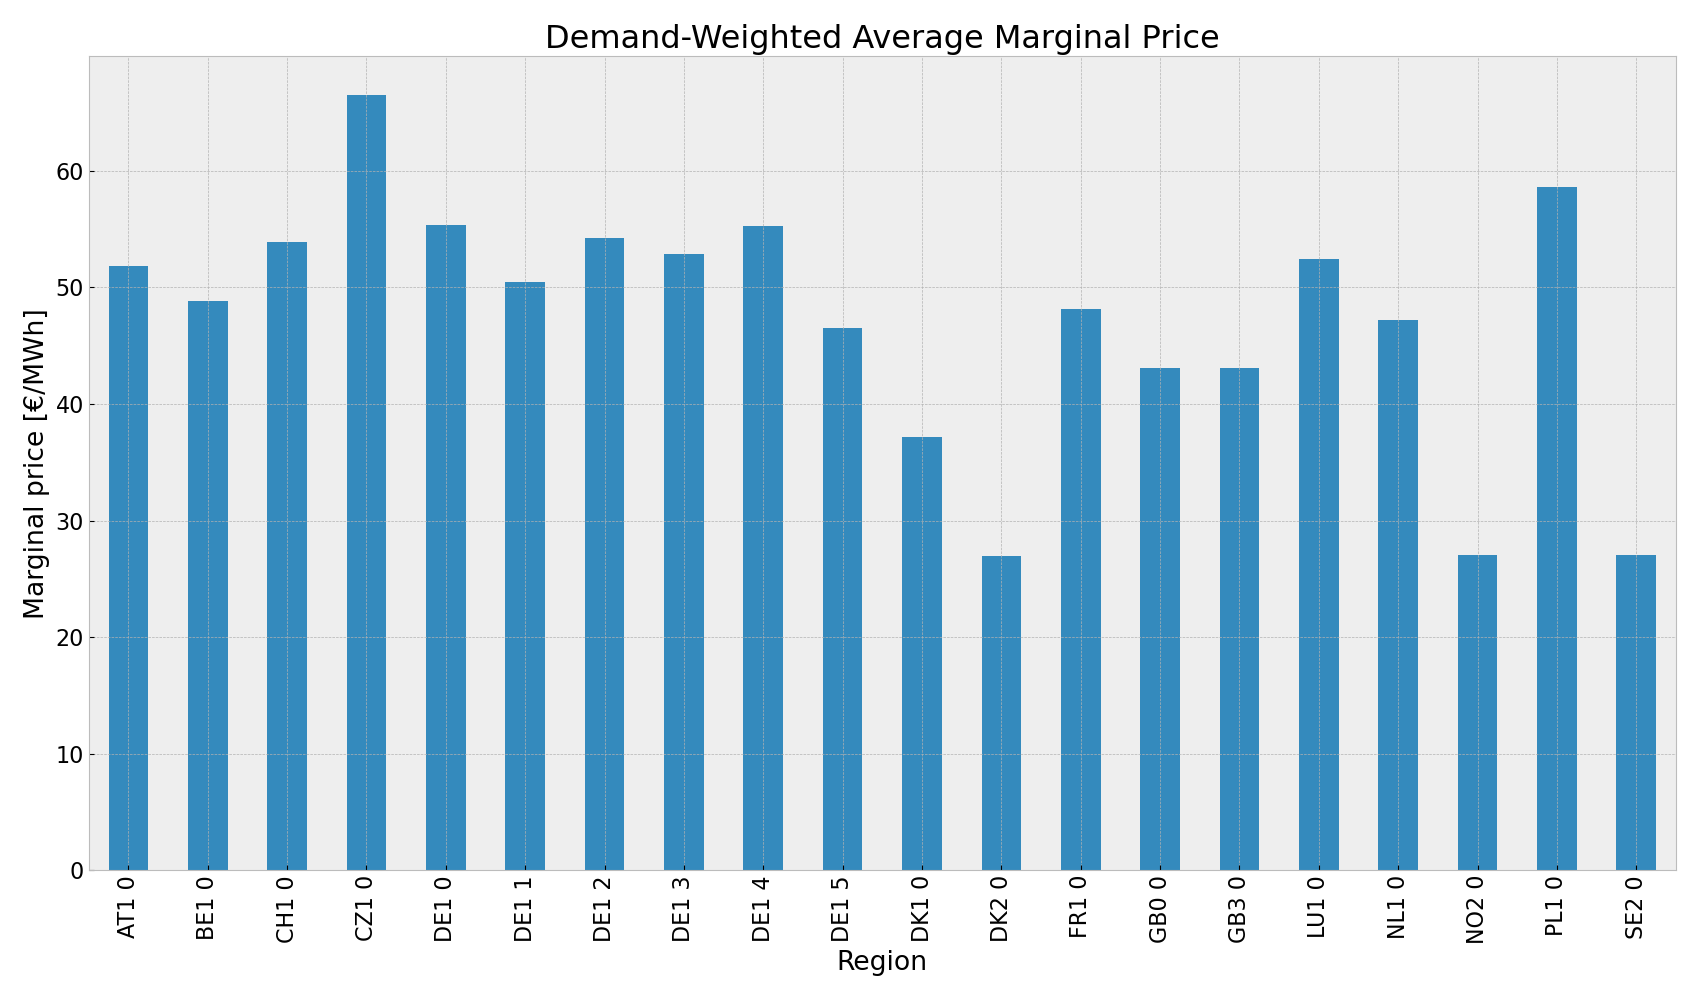 Demand-Weighted Average Marginal Price
Marginal price [€/MWh]
60
50
40
30
20
10
0
AT1 0
BE1 0
CH1 0
CZ1 0
DE1 0
DE1 1
DE1 2
DE1 3
DE1 4
DE1 5
DK1 0
DK2 0
FR1 0
GB0 0
GB3 0
LU1 0
NL1 0
NO2 0
PL1 0
SE2 0
Region